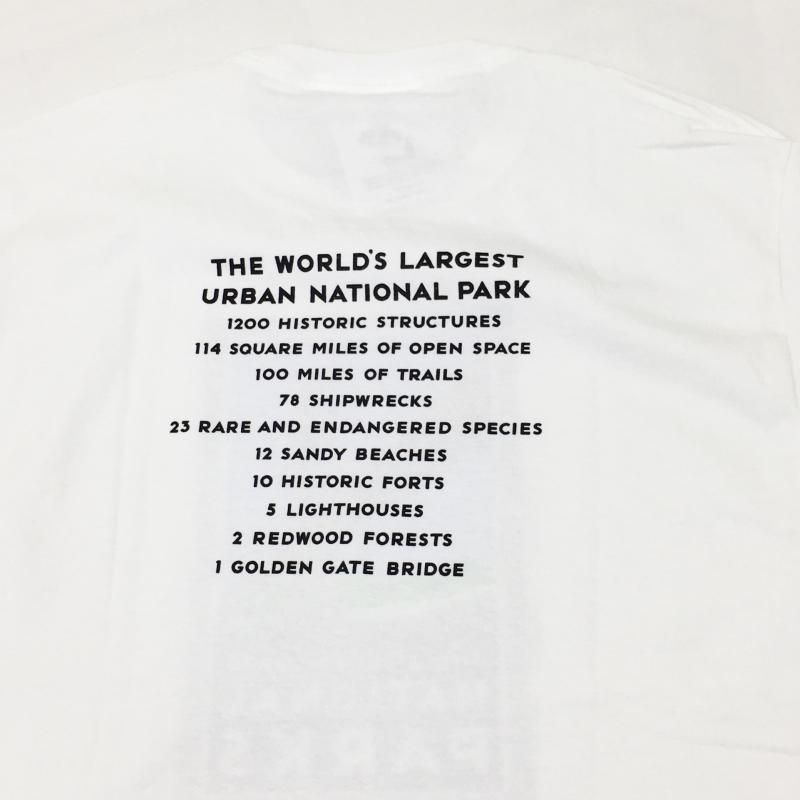 THE WORLD'S LARGEST
URBAN NATIONAL PARK
1200 HISTORIC STRUCTURES
114 SQUARE MILES OF OPEN SPACE
100 MILES OF TRAILS
78 SHIPWRECKS
23 RARE AND ENDANGERED SPECIES
12 SANDY BEACHES
10 HISTORIC FORTS
5 LIGHTHOUSES
2 REDWOOD FORESTS
1 GOLDEN GATE BRIDGE
NATIONAL
PARKS